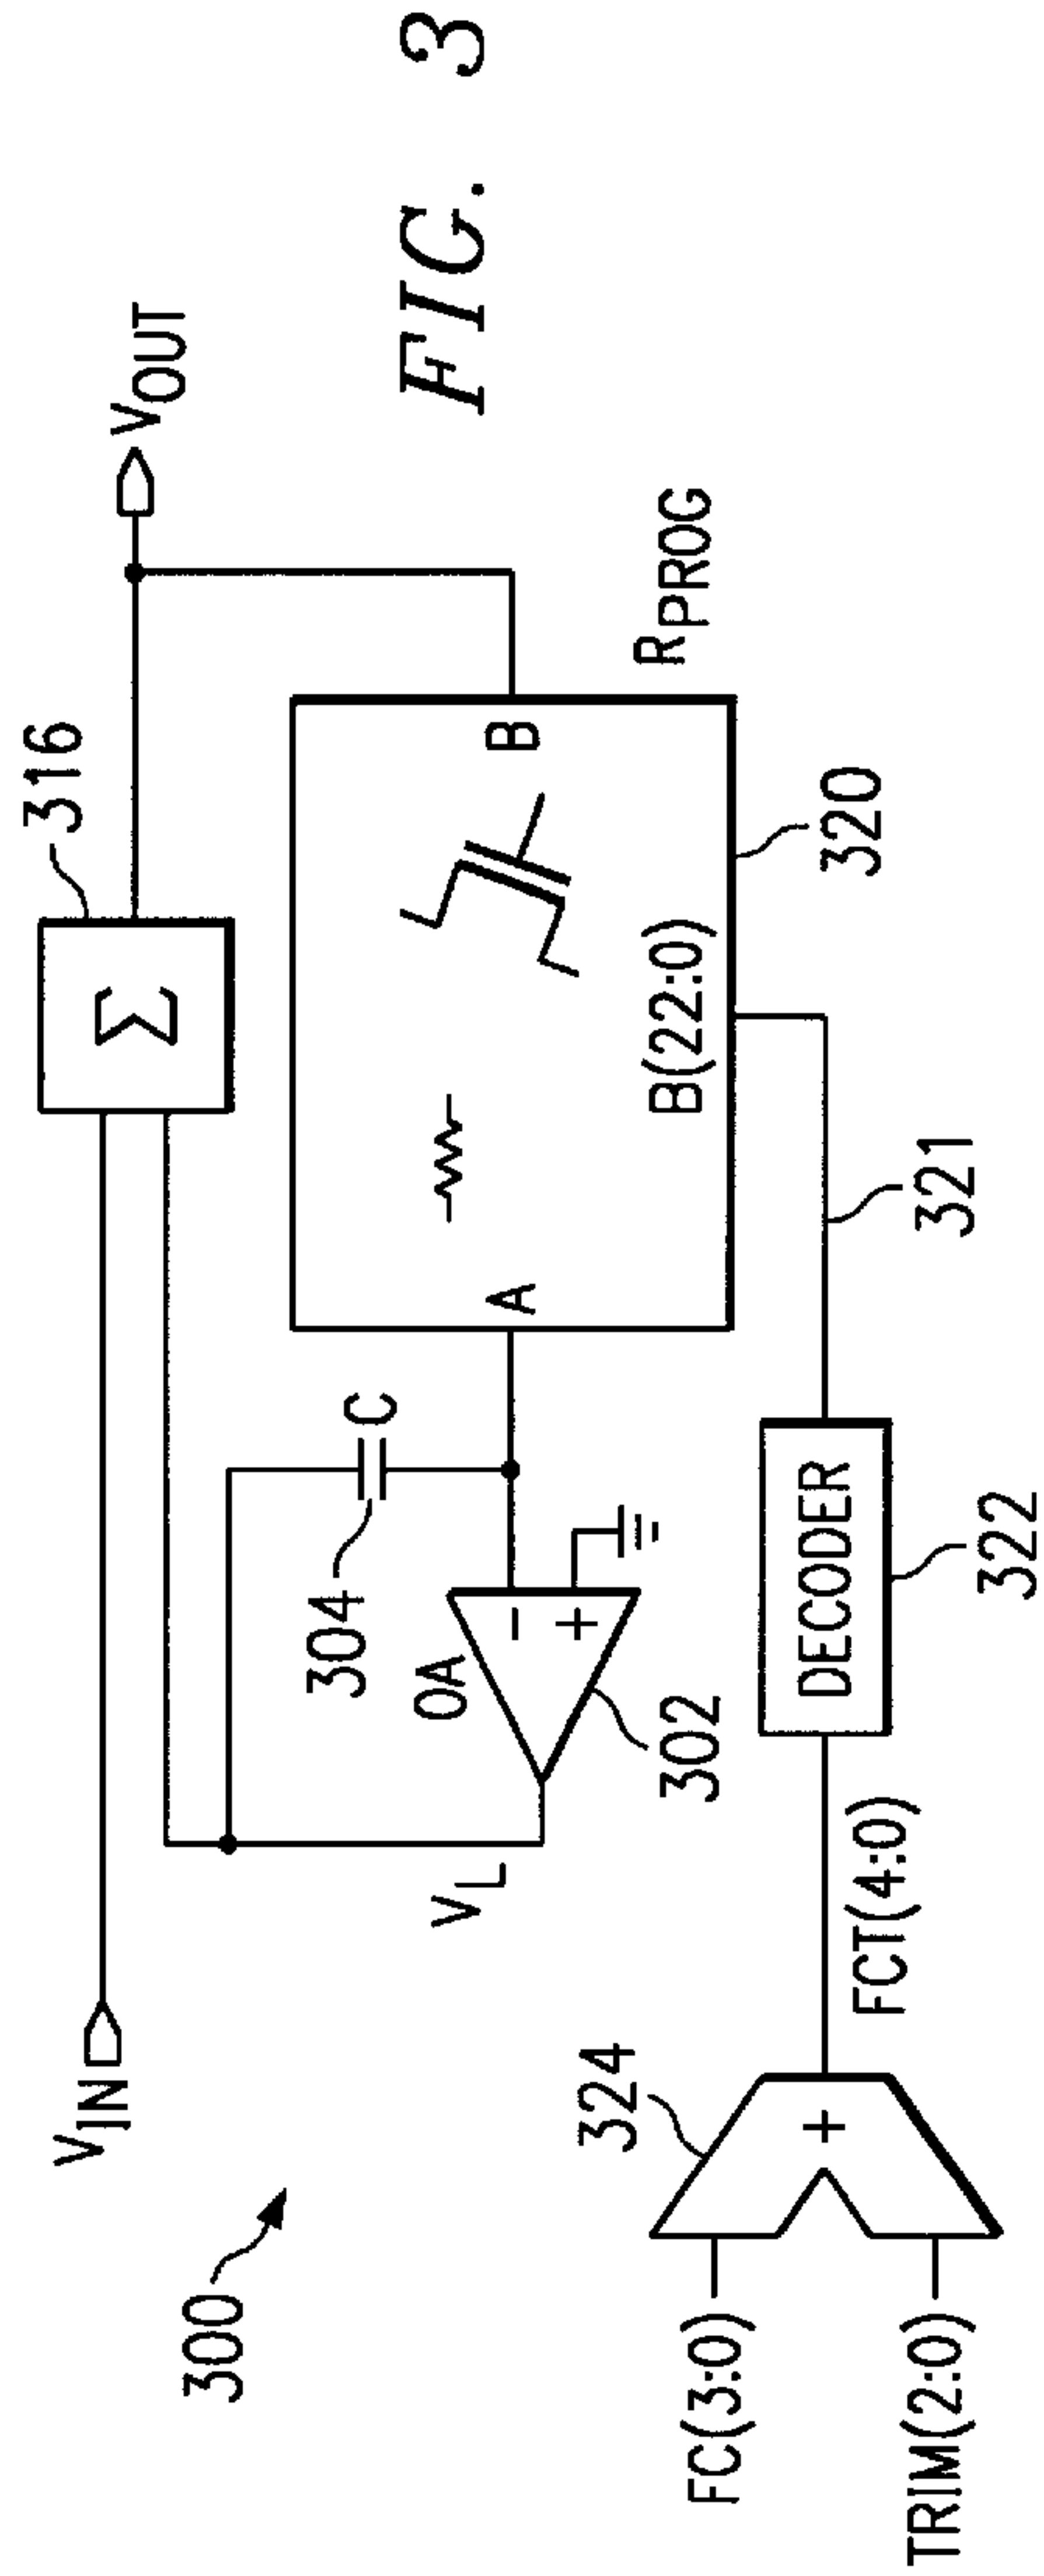 300
V_IN
316
Σ
V_OUT
304
C
OA
-
+
302
V_L
A
B
B(22:0)
R_PROG
320
321
DECODER
322
FCT(4:0)
324
+
FC(3:0)
TRIM(2:0)
FIG. 3